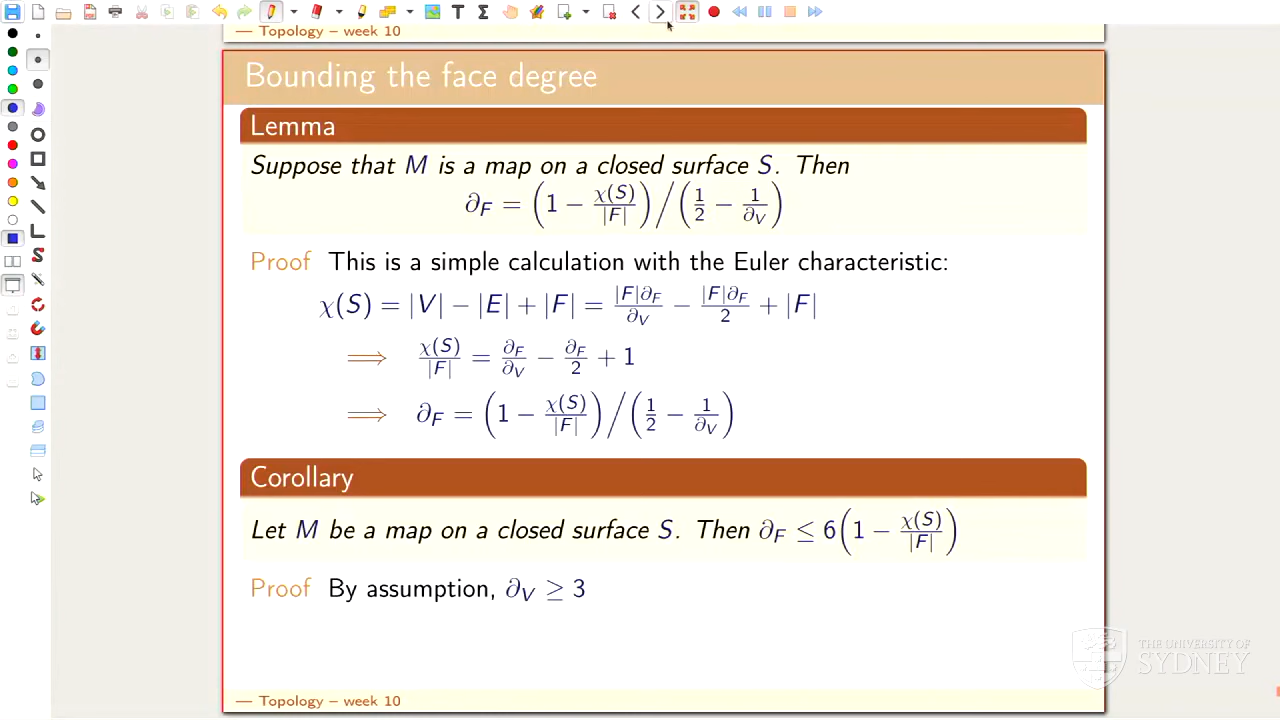 — Topology – week 10
Bounding the face degree
Lemma
Suppose that M is a map on a closed surface S. Then
∂_F = (1 − χ(S)/|F|) / (1/2 − 1/∂_V)
Proof This is a simple calculation with the Euler characteristic:
χ(S) = |V| − |E| + |F| = |F|∂_F/∂_V − |F|∂_F/2 + |F|
⟹ χ(S)/|F| = ∂_F/∂_V − ∂_F/2 + 1
⟹ ∂_F = (1 − χ(S)/|F|) / (1/2 − 1/∂_V)
Corollary
Let M be a map on a closed surface S. Then ∂_F ≤ 6(1 − χ(S)/|F|)
Proof By assumption, ∂_V ≥ 3
THE UNIVERSITY OF
SYDNEY
— Topology – week 10